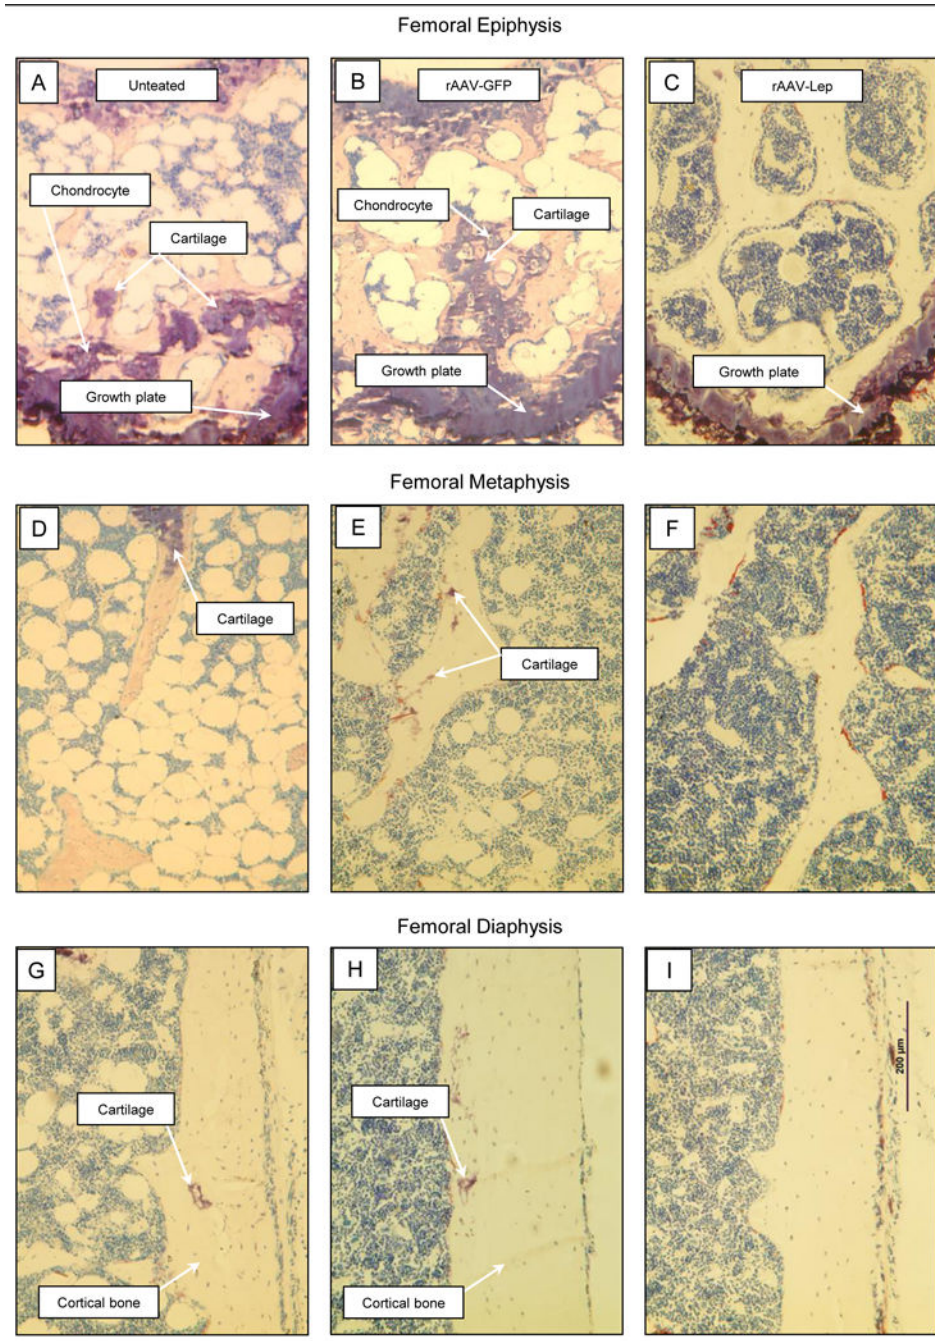 Femoral Epiphysis
A
Unteated
B
rAAV-GFP
C
rAAV-Lep
Chondrocyte
Cartilage
Growth plate
Chondrocyte
Cartilage
Growth plate
Growth plate
Femoral Metaphysis
D
Cartilage
E
Cartilage
F
Femoral Diaphysis
G
Cartilage
Cortical bone
H
Cartilage
Cortical bone
I
200 µm